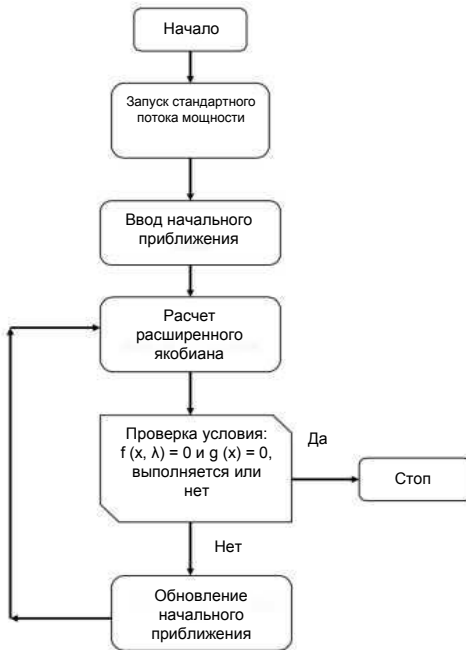 Начало
Запуск стандартного
потока мощности
Ввод начального
приближения
Расчет
расширенного
якобиана
Проверка условия:
f (x, λ) = 0 и g (x) = 0,
выполняется или
нет
Да
Стоп
Нет
Обновление
начального
приближения